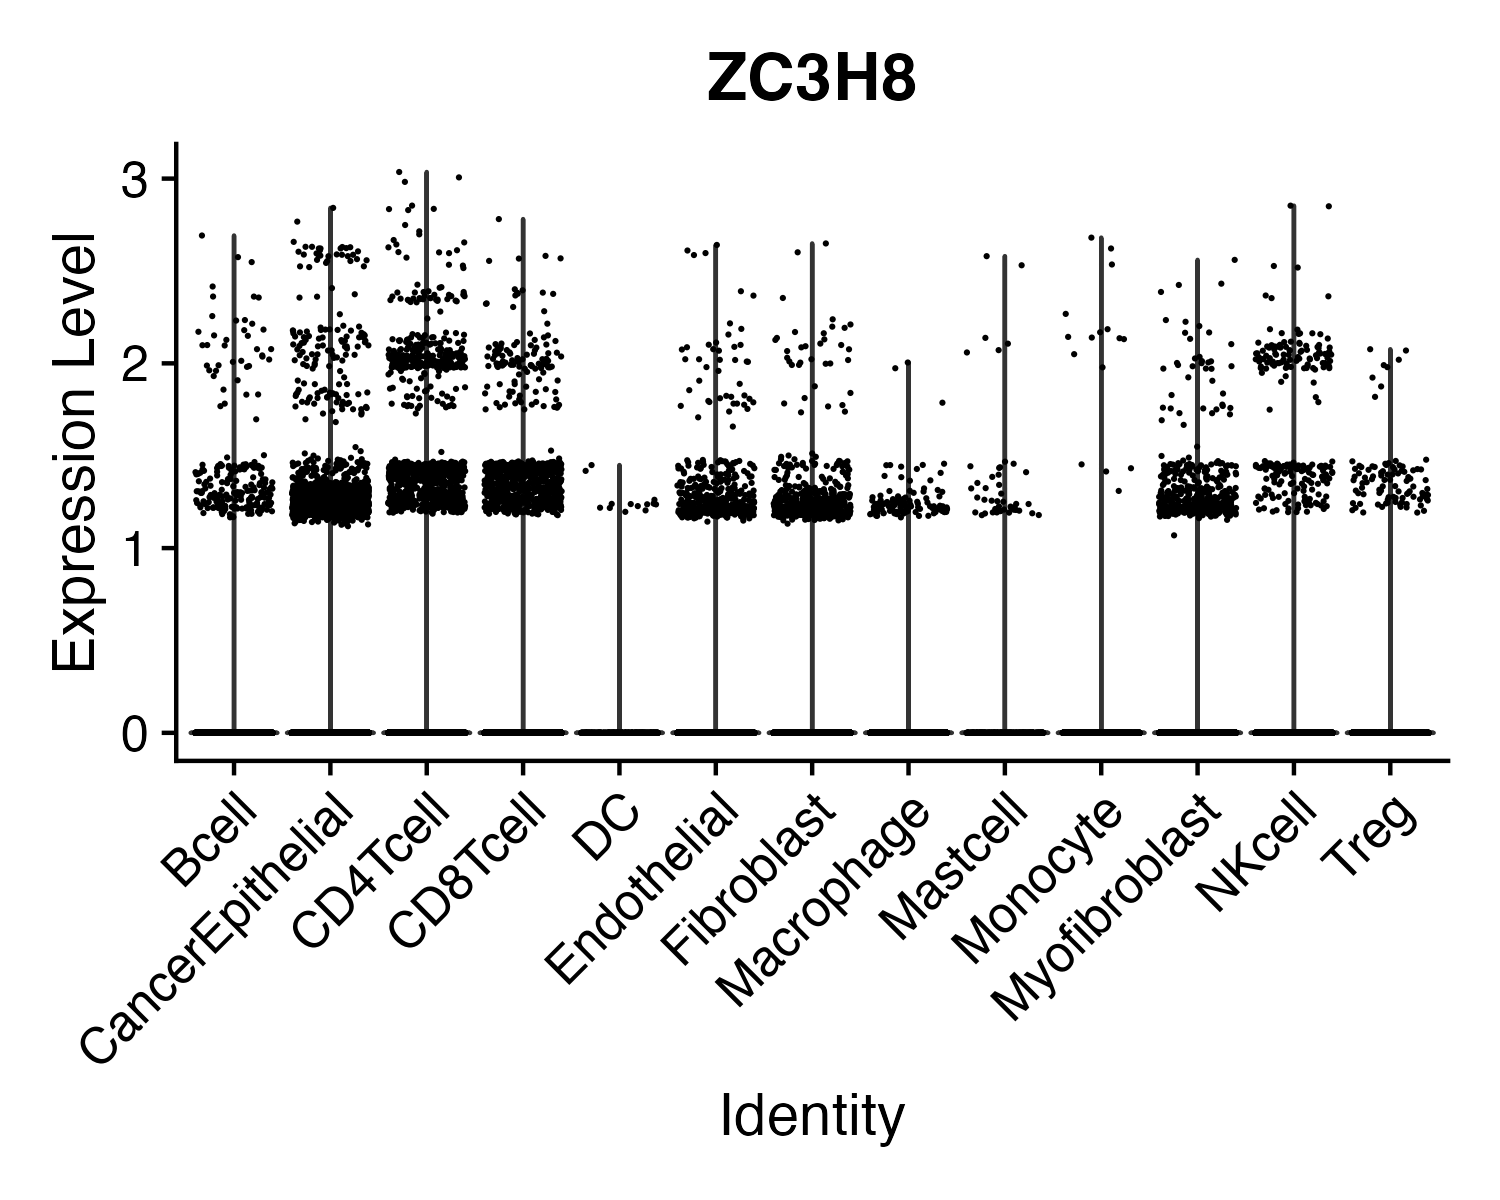 ZC3H8
Expression Level
3
2
1
0
Bcell
CancerEpithelial
CD4Tcell
CD8Tcell
DC
Endothelial
Fibroblast
Macrophage
Mastcell
Monocyte
Myofibroblast
NKcell
Treg
Identity